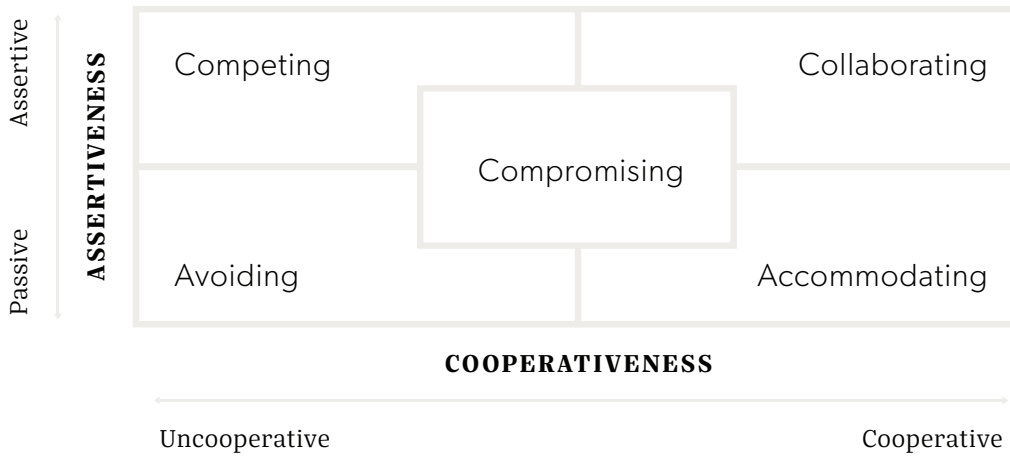 Assertive
Passive
ASSERTIVENESS
Competing
Collaborating
Compromising
Avoiding
Accommodating
COOPERATIVENESS
Uncooperative
Cooperative